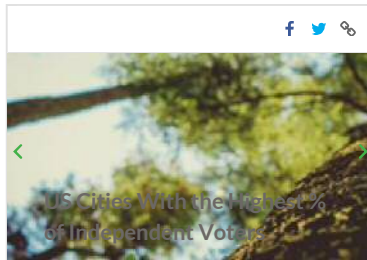 US Cities With the Highest %
of Independent Voters